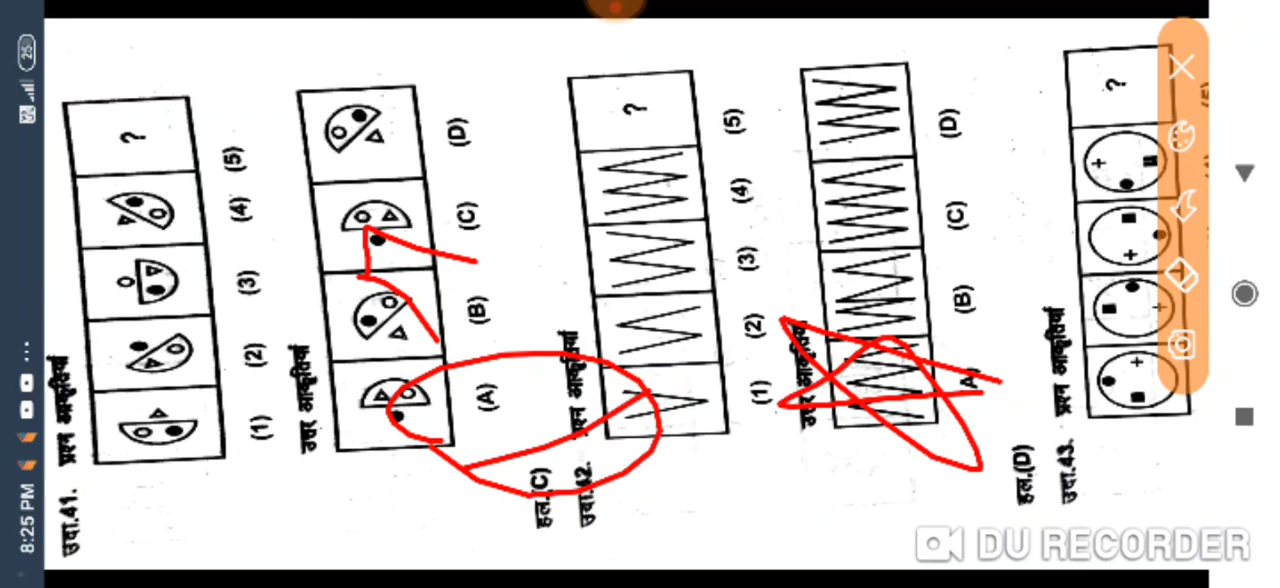 8:25 PM
25
उदा.41. प्रश्न आकृतियां
?
(1) (2) (3) (4) (5)
उत्तर आकृतियां
(A) (B) (C) (D)
हल.(C)
उदा.42. प्रश्न आकृतियां
?
(1) (2) (3) (4) (5)
उत्तर आकृतियां
(A) (B) (C) (D)
हल.(D)
उदा.43. प्रश्न आकृतियां
?
DU RECORDER